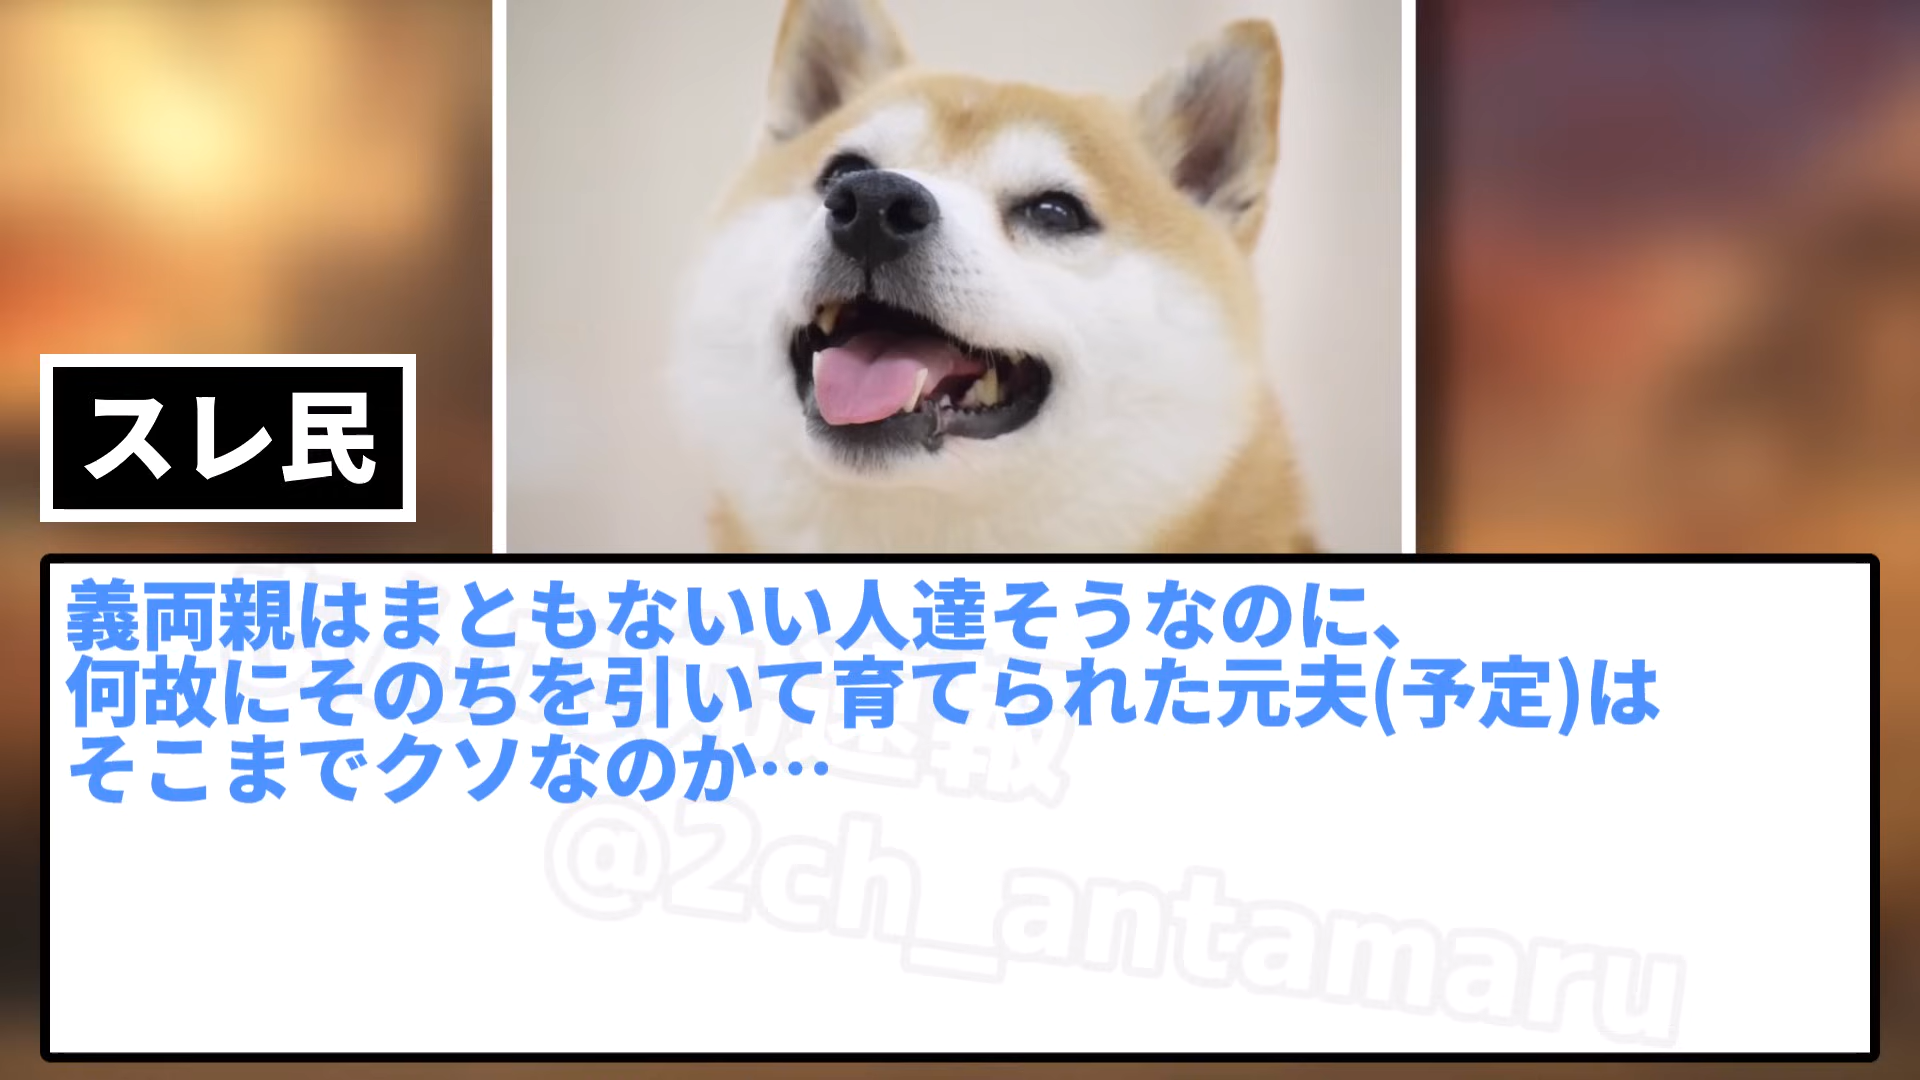 スレ民
義両親はまともないい人達そうなのに、
何故にそのちを引いて育てられた元夫(予定)は
そこまでクソなのか…
@2ch_antamaru